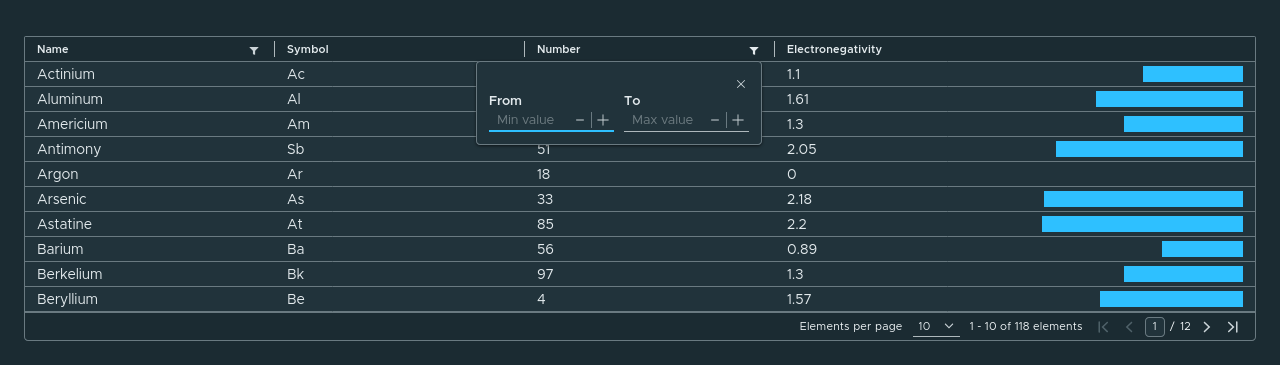 Name Symbol Number Electronegativity
Actinium Ac 1.1
Aluminum Al 1.61
Americium Am 1.3
From To
Min value Max value
Antimony Sb 51 2.05
Argon Ar 18 0
Arsenic As 33 2.18
Astatine At 85 2.2
Barium Ba 56 0.89
Berkelium Bk 97 1.3
Beryllium Be 4 1.57
Elements per page 10 1 - 10 of 118 elements 1 / 12